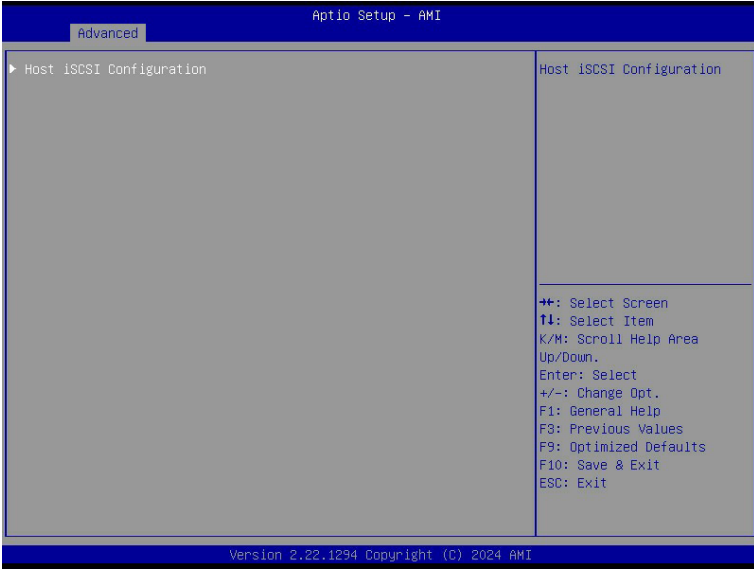 Aptio Setup – AMI
Advanced
▶ Host iSCSI Configuration
Host iSCSI Configuration
→←: Select Screen
↑↓: Select Item
K/M: Scroll Help Area
Up/Down.
Enter: Select
+/-: Change Opt.
F1: General Help
F3: Previous Values
F9: Optimized Defaults
F10: Save & Exit
ESC: Exit
Version 2.22.1294 Copyright (C) 2024 AMI